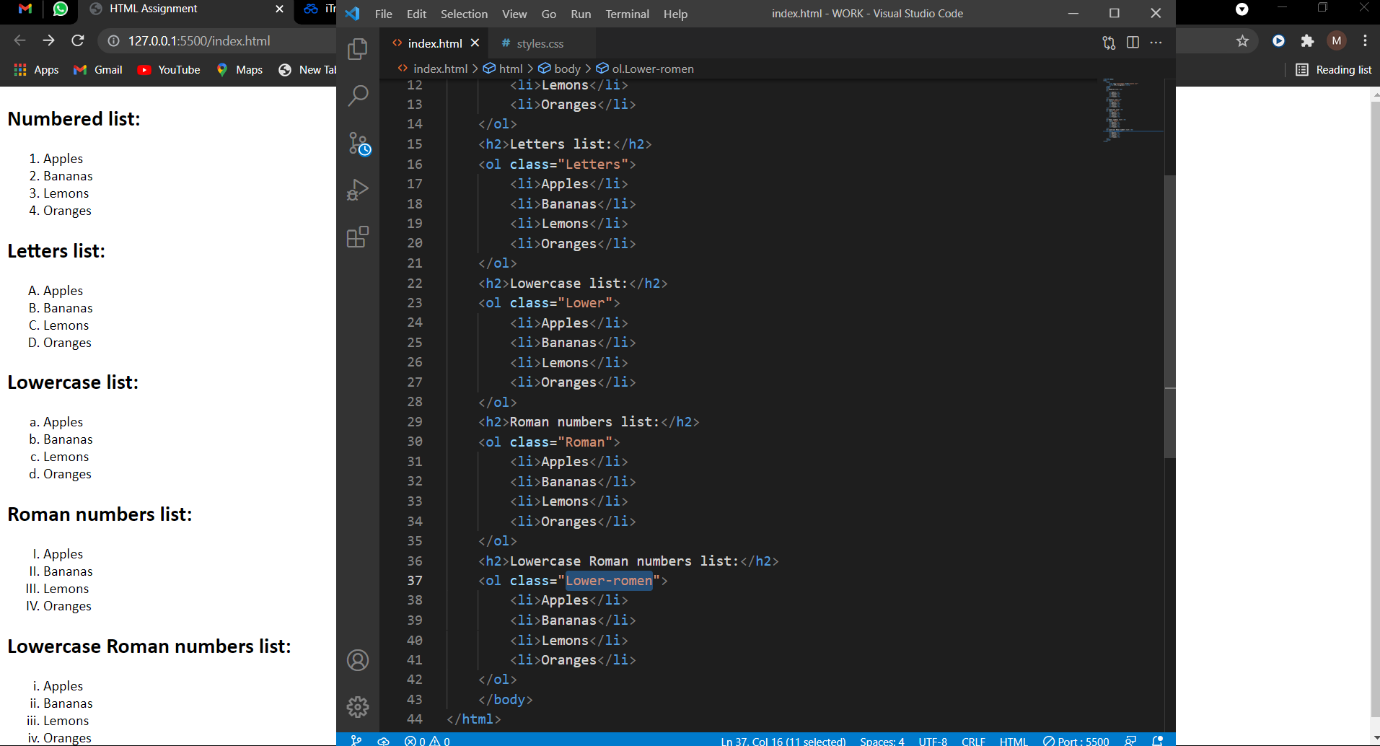 HTML Assignment
iTr
127.0.0.1:5500/index.html
Apps Gmail YouTube Maps New Tal
Reading list
Numbered list:
1. Apples
2. Bananas
3. Lemons
4. Oranges
Letters list:
A. Apples
B. Bananas
C. Lemons
D. Oranges
Lowercase list:
a. Apples
b. Bananas
c. Lemons
d. Oranges
Roman numbers list:
I. Apples
II. Bananas
III. Lemons
IV. Oranges
Lowercase Roman numbers list:
i. Apples
ii. Bananas
iii. Lemons
iv. Oranges
File Edit Selection View Go Run Terminal Help index.html - WORK - Visual Studio Code
index.html # styles.css
index.html > html > body > ol.Lower-romen
12 <li>Lemons</li>
13 <li>Oranges</li>
14 </ol>
15 <h2>Letters list:</h2>
16 <ol class="Letters">
17 <li>Apples</li>
18 <li>Bananas</li>
19 <li>Lemons</li>
20 <li>Oranges</li>
21 </ol>
22 <h2>Lowercase list:</h2>
23 <ol class="Lower">
24 <li>Apples</li>
25 <li>Bananas</li>
26 <li>Lemons</li>
27 <li>Oranges</li>
28 </ol>
29 <h2>Roman numbers list:</h2>
30 <ol class="Roman">
31 <li>Apples</li>
32 <li>Bananas</li>
33 <li>Lemons</li>
34 <li>Oranges</li>
35 </ol>
36 <h2>Lowercase Roman numbers list:</h2>
37 <ol class="Lower-romen">
38 <li>Apples</li>
39 <li>Bananas</li>
40 <li>Lemons</li>
41 <li>Oranges</li>
42 </ol>
43 </body>
44 </html>
0 0 Ln 37, Col 16 (11 selected) Spaces: 4 UTF-8 CRLF HTML Port : 5500
M